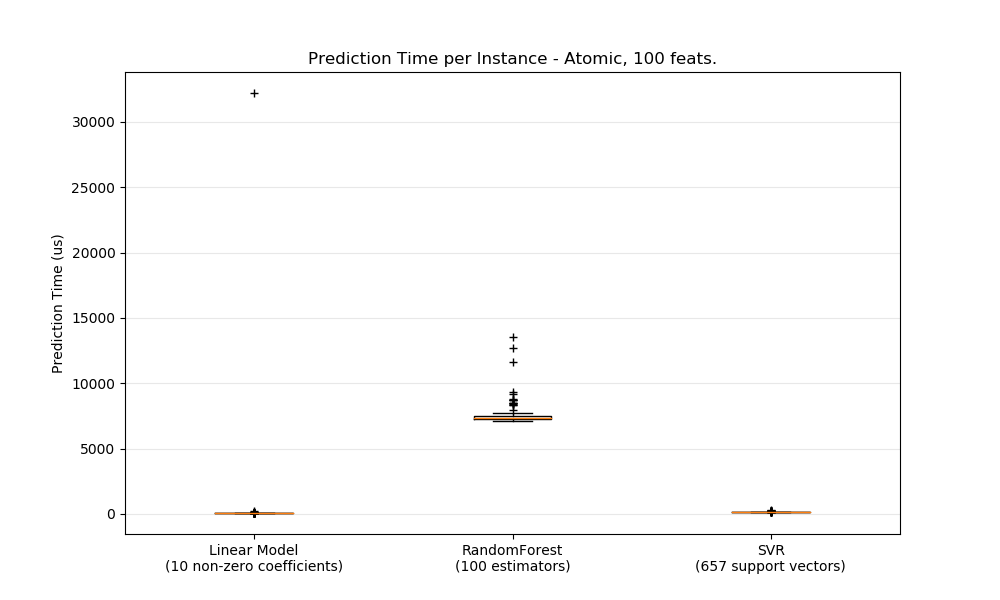 Prediction Time per Instance - Atomic, 100 feats.
Prediction Time (us)
30000
25000
20000
15000
10000
5000
0
Linear Model
(10 non-zero coefficients)
RandomForest
(100 estimators)
SVR
(657 support vectors)